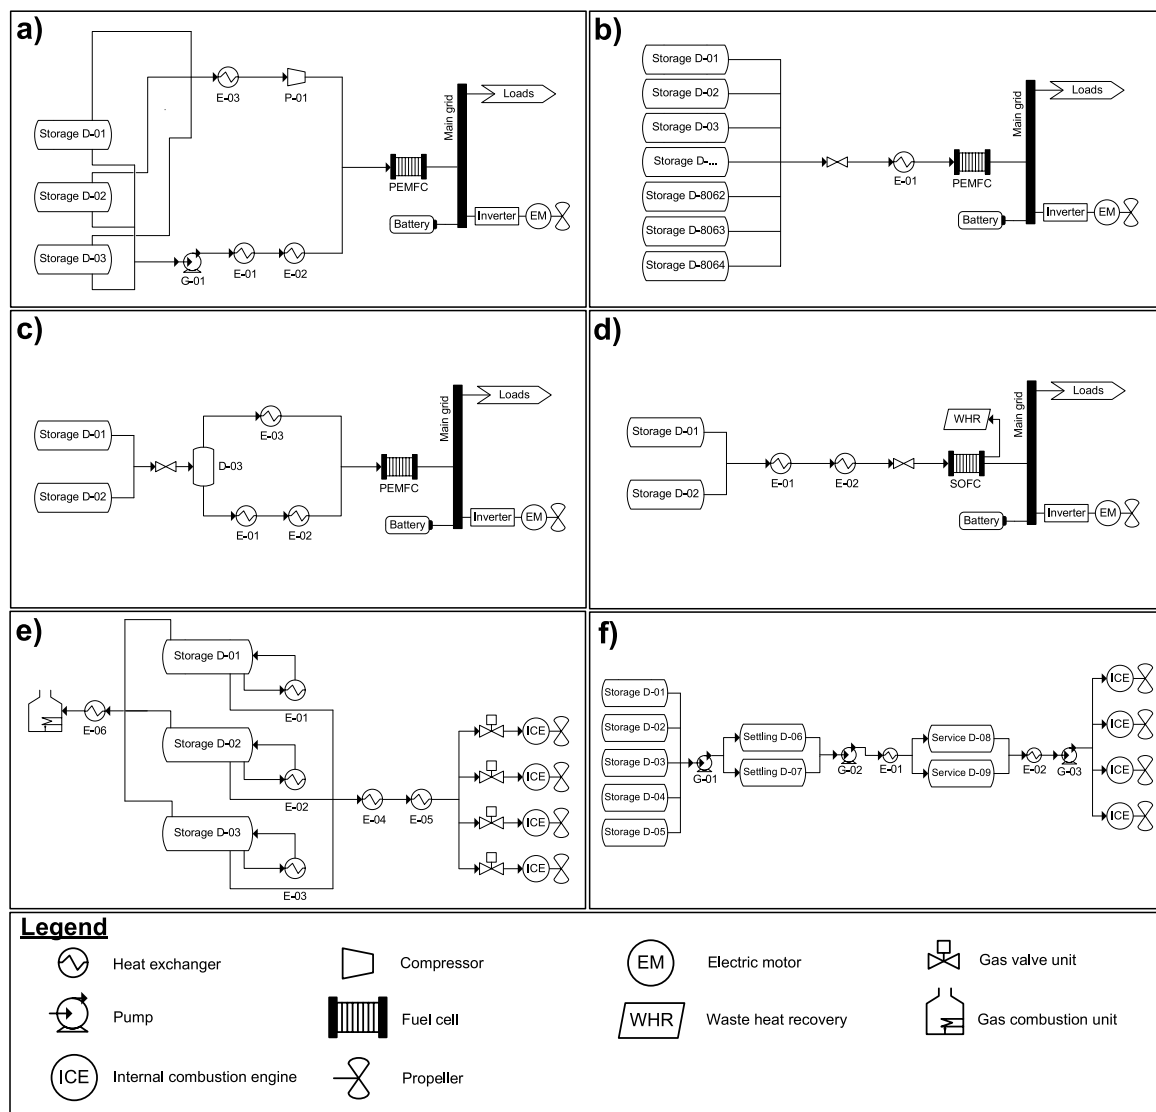 a)
Storage D-01
Storage D-02
Storage D-03
E-03
P-01
G-01
E-01
E-02
PEMFC
Main grid
Loads
Battery
Inverter
EM
b)
Storage D-01
Storage D-02
Storage D-03
Storage D-...
Storage D-8062
Storage D-8063
Storage D-8064
E-01
PEMFC
Main grid
Loads
Battery
Inverter
EM
c)
Storage D-01
Storage D-02
D-03
E-03
E-01
E-02
PEMFC
Main grid
Loads
Battery
Inverter
EM
d)
Storage D-01
Storage D-02
E-01
E-02
WHR
SOFC
Main grid
Loads
Battery
Inverter
EM
e)
Storage D-01
E-01
E-06
Storage D-02
E-02
Storage D-03
E-03
E-04
E-05
ICE
ICE
ICE
ICE
f)
Storage D-01
Storage D-02
Storage D-03
Storage D-04
Storage D-05
G-01
Settling D-06
Settling D-07
G-02
E-01
Service D-08
Service D-09
E-02
G-03
ICE
ICE
ICE
ICE
Legend
Heat exchanger
Compressor
EM
Electric motor
Gas valve unit
Pump
Fuel cell
WHR
Waste heat recovery
Gas combustion unit
ICE
Internal combustion engine
Propeller